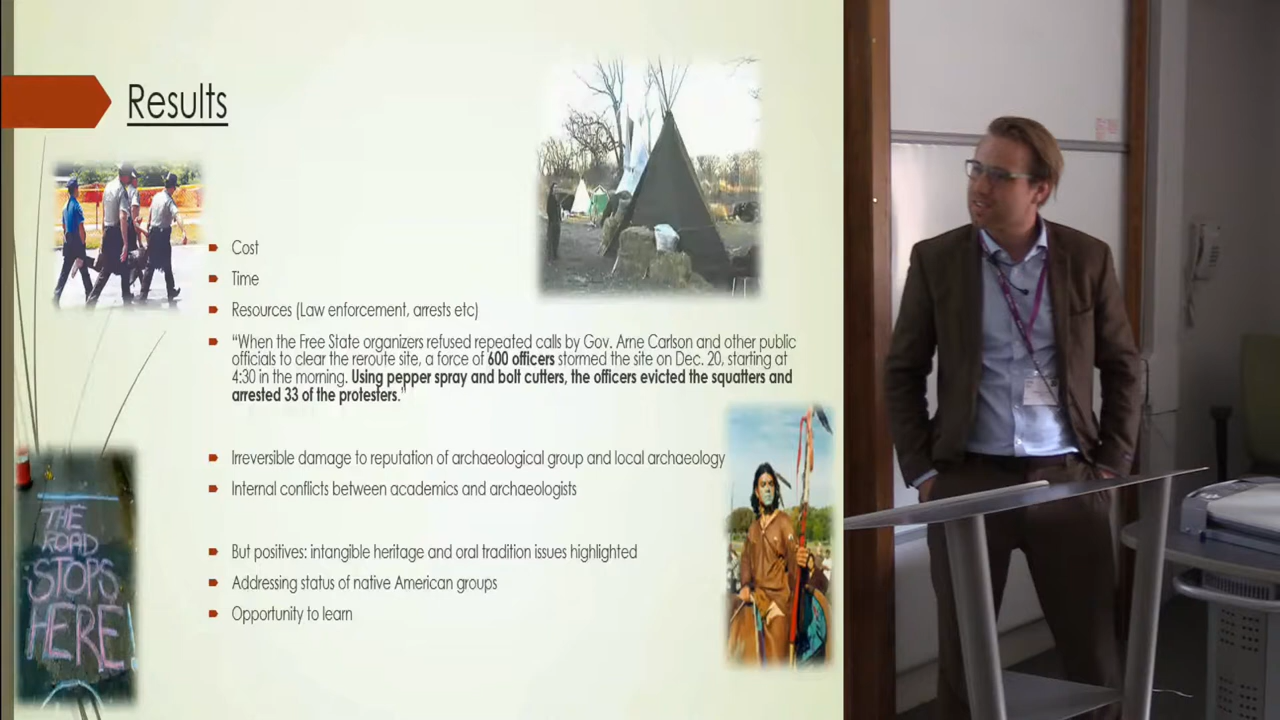 Results
Cost
Time
Resources (Law enforcement, arrests etc)
“When the Free State organizers refused repeated calls by Gov. Arne Carlson and other public
officials to clear the reroute site, a force of 600 officers stormed the site on Dec. 20, starting at
4:30 in the morning. Using pepper spray and bolt cutters, the officers evicted the squatters and
arrested 33 of the protesters.”
Irreversible damage to reputation of archaeological group and local archaeology
Internal conflicts between academics and archaeologists
But positives: intangible heritage and oral tradition issues highlighted
Addressing status of native American groups
Opportunity to learn
THE
ROAD
STOPS
HERE!